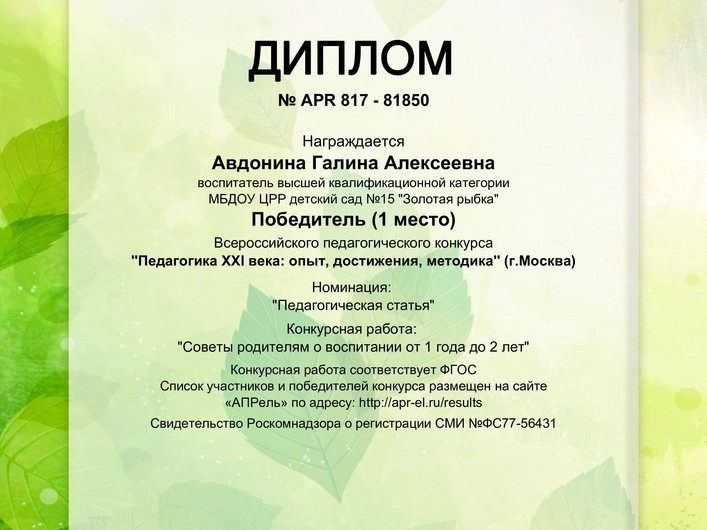 ДИПЛОМ
№ APR 817 - 81850
Награждается
Авдонина Галина Алексеевна
воспитатель высшей квалификационной категории
МБДОУ ЦРР детский сад №15 "Золотая рыбка"
Победитель (1 место)
Всероссийского педагогического конкурса
"Педагогика XXI века: опыт, достижения, методика" (г.Москва)
Номинация:
"Педагогическая статья"
Конкурсная работа:
"Советы родителям о воспитании от 1 года до 2 лет"
Конкурсная работа соответствует ФГОС
Список участников и победителей конкурса размещен на сайте
«АПРель» по адресу: http://apr-el.ru/results
Свидетельство Роскомнадзора о регистрации СМИ №ФС77-56431